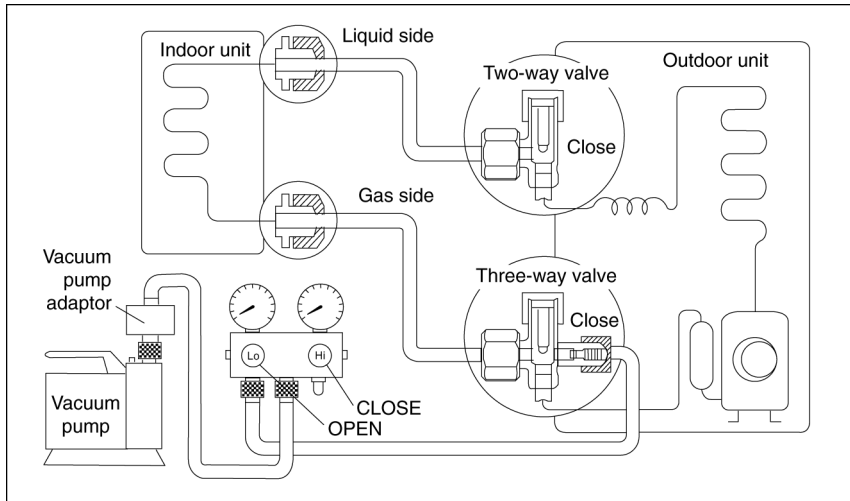 Liquid side
Indoor unit
Two-way valve
Outdoor unit
Close
Gas side
Vacuum
pump
adaptor
Three-way valve
Close
Lo
Hi
Vacuum
pump
CLOSE
OPEN